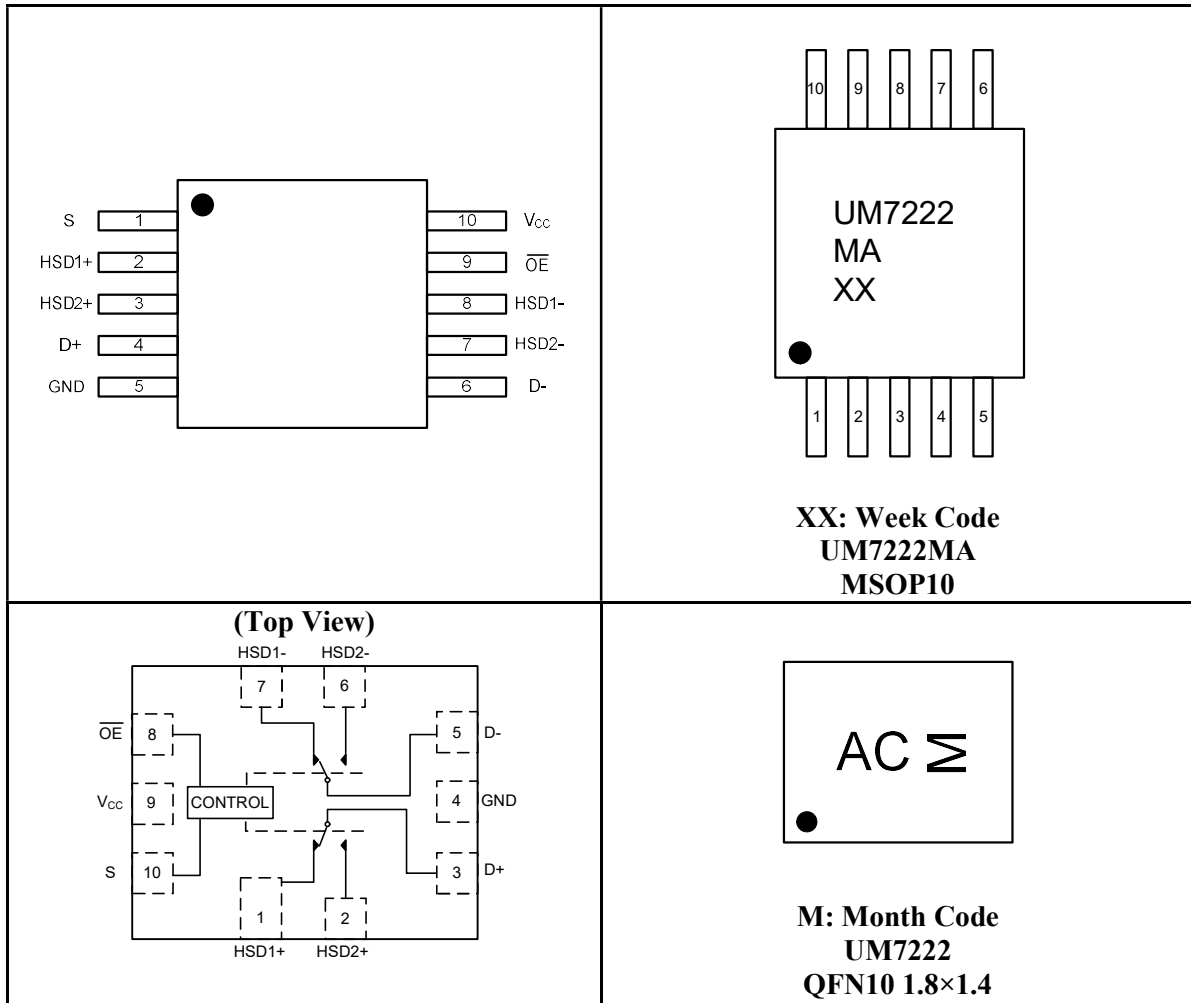 S 1 10 VCC
HSD1+ 2 9 OE
HSD2+ 3 8 HSD1-
D+ 4 7 HSD2-
GND 5 6 D-
10 9 8 7 6
UM7222
MA
XX
1 2 3 4 5
XX: Week Code
UM7222MA
MSOP10
(Top View)
HSD1- HSD2-
7 6
OE 8 5 D-
VCC 9 CONTROL 4 GND
S 10 3 D+
1 2
HSD1+ HSD2+
AC M
M: Month Code
UM7222
QFN10 1.8×1.4